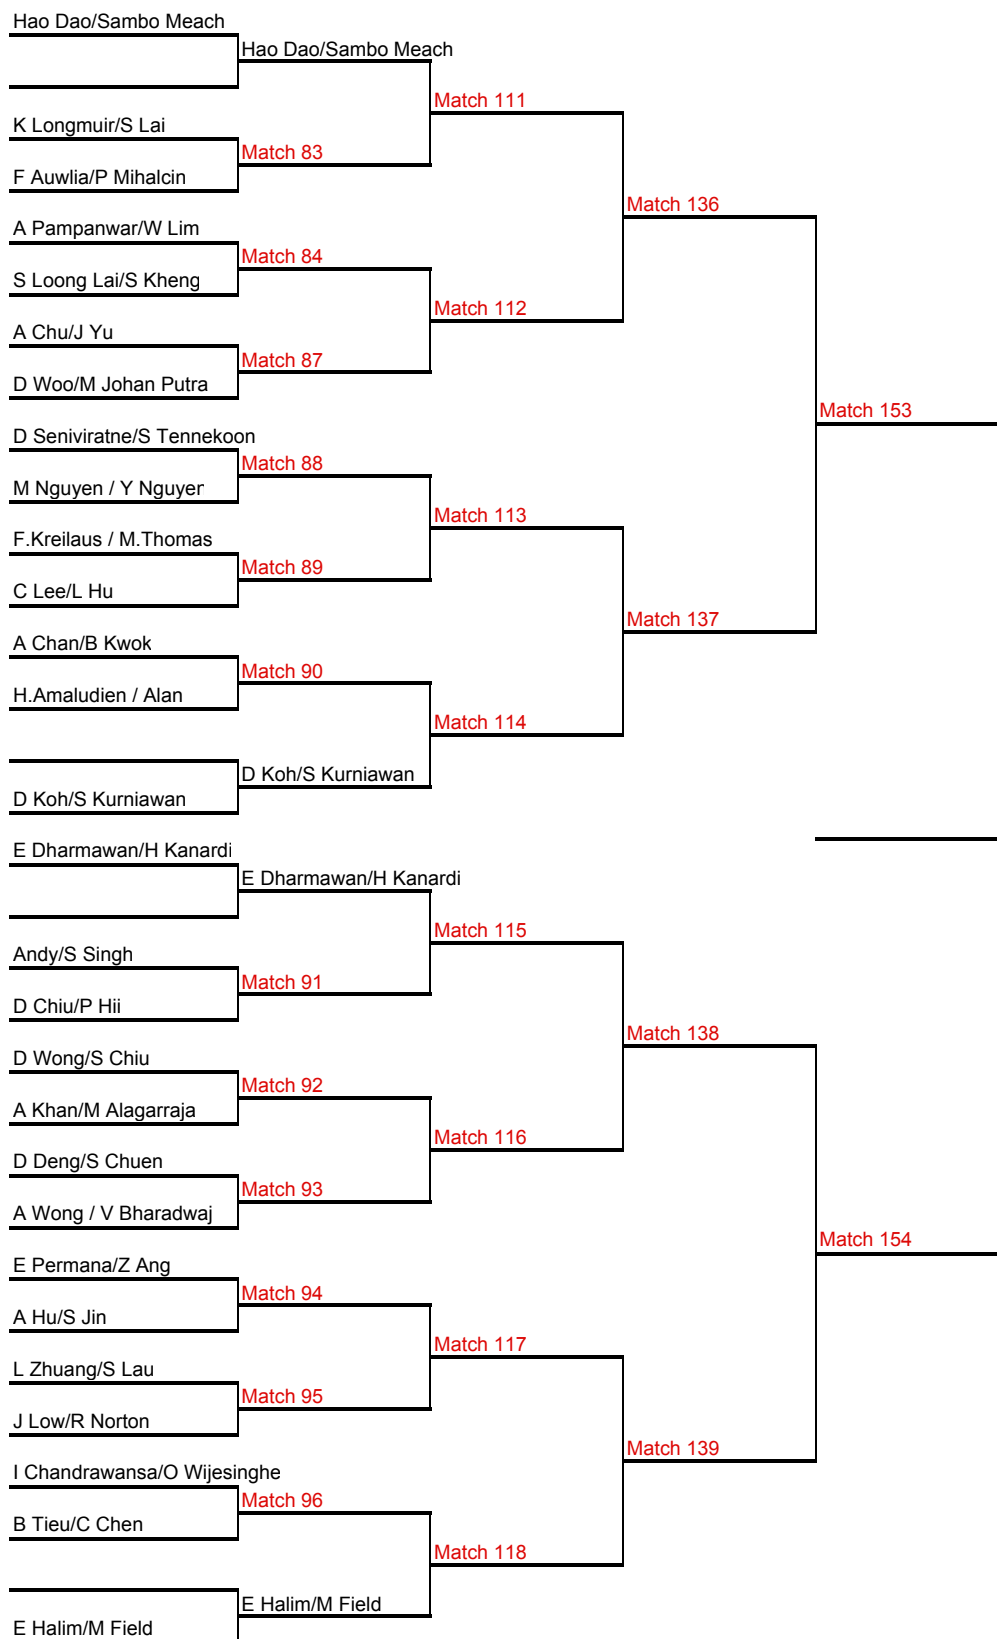 Hao Dao/Sambo Meach
Hao Dao/Sambo Meach
Match 111
K Longmuir/S Lai
Match 83
F Auwlia/P Mihalcin
Match 136
A Pampanwar/W Lim
Match 84
S Loong Lai/S Kheng
Match 112
A Chu/J Yu
Match 87
D Woo/M Johan Putra
Match 153
D Seniviratne/S Tennekoon
Match 88
M Nguyen / Y Nguyen
Match 113
F.Kreilaus / M.Thomas
Match 89
C Lee/L Hu
Match 137
A Chan/B Kwok
Match 90
H.Amaludien / Alan
Match 114
D Koh/S Kurniawan
D Koh/S Kurniawan
E Dharmawan/H Kanardi
E Dharmawan/H Kanardi
Match 115
Andy/S Singh
Match 91
D Chiu/P Hii
Match 138
D Wong/S Chiu
Match 92
A Khan/M Alagarraja
Match 116
D Deng/S Chuen
Match 93
A Wong / V Bharadwaj
Match 154
E Permana/Z Ang
Match 94
A Hu/S Jin
Match 117
L Zhuang/S Lau
Match 95
J Low/R Norton
Match 139
I Chandrawansa/O Wijesinghe
Match 96
B Tieu/C Chen
Match 118
E Halim/M Field
E Halim/M Field